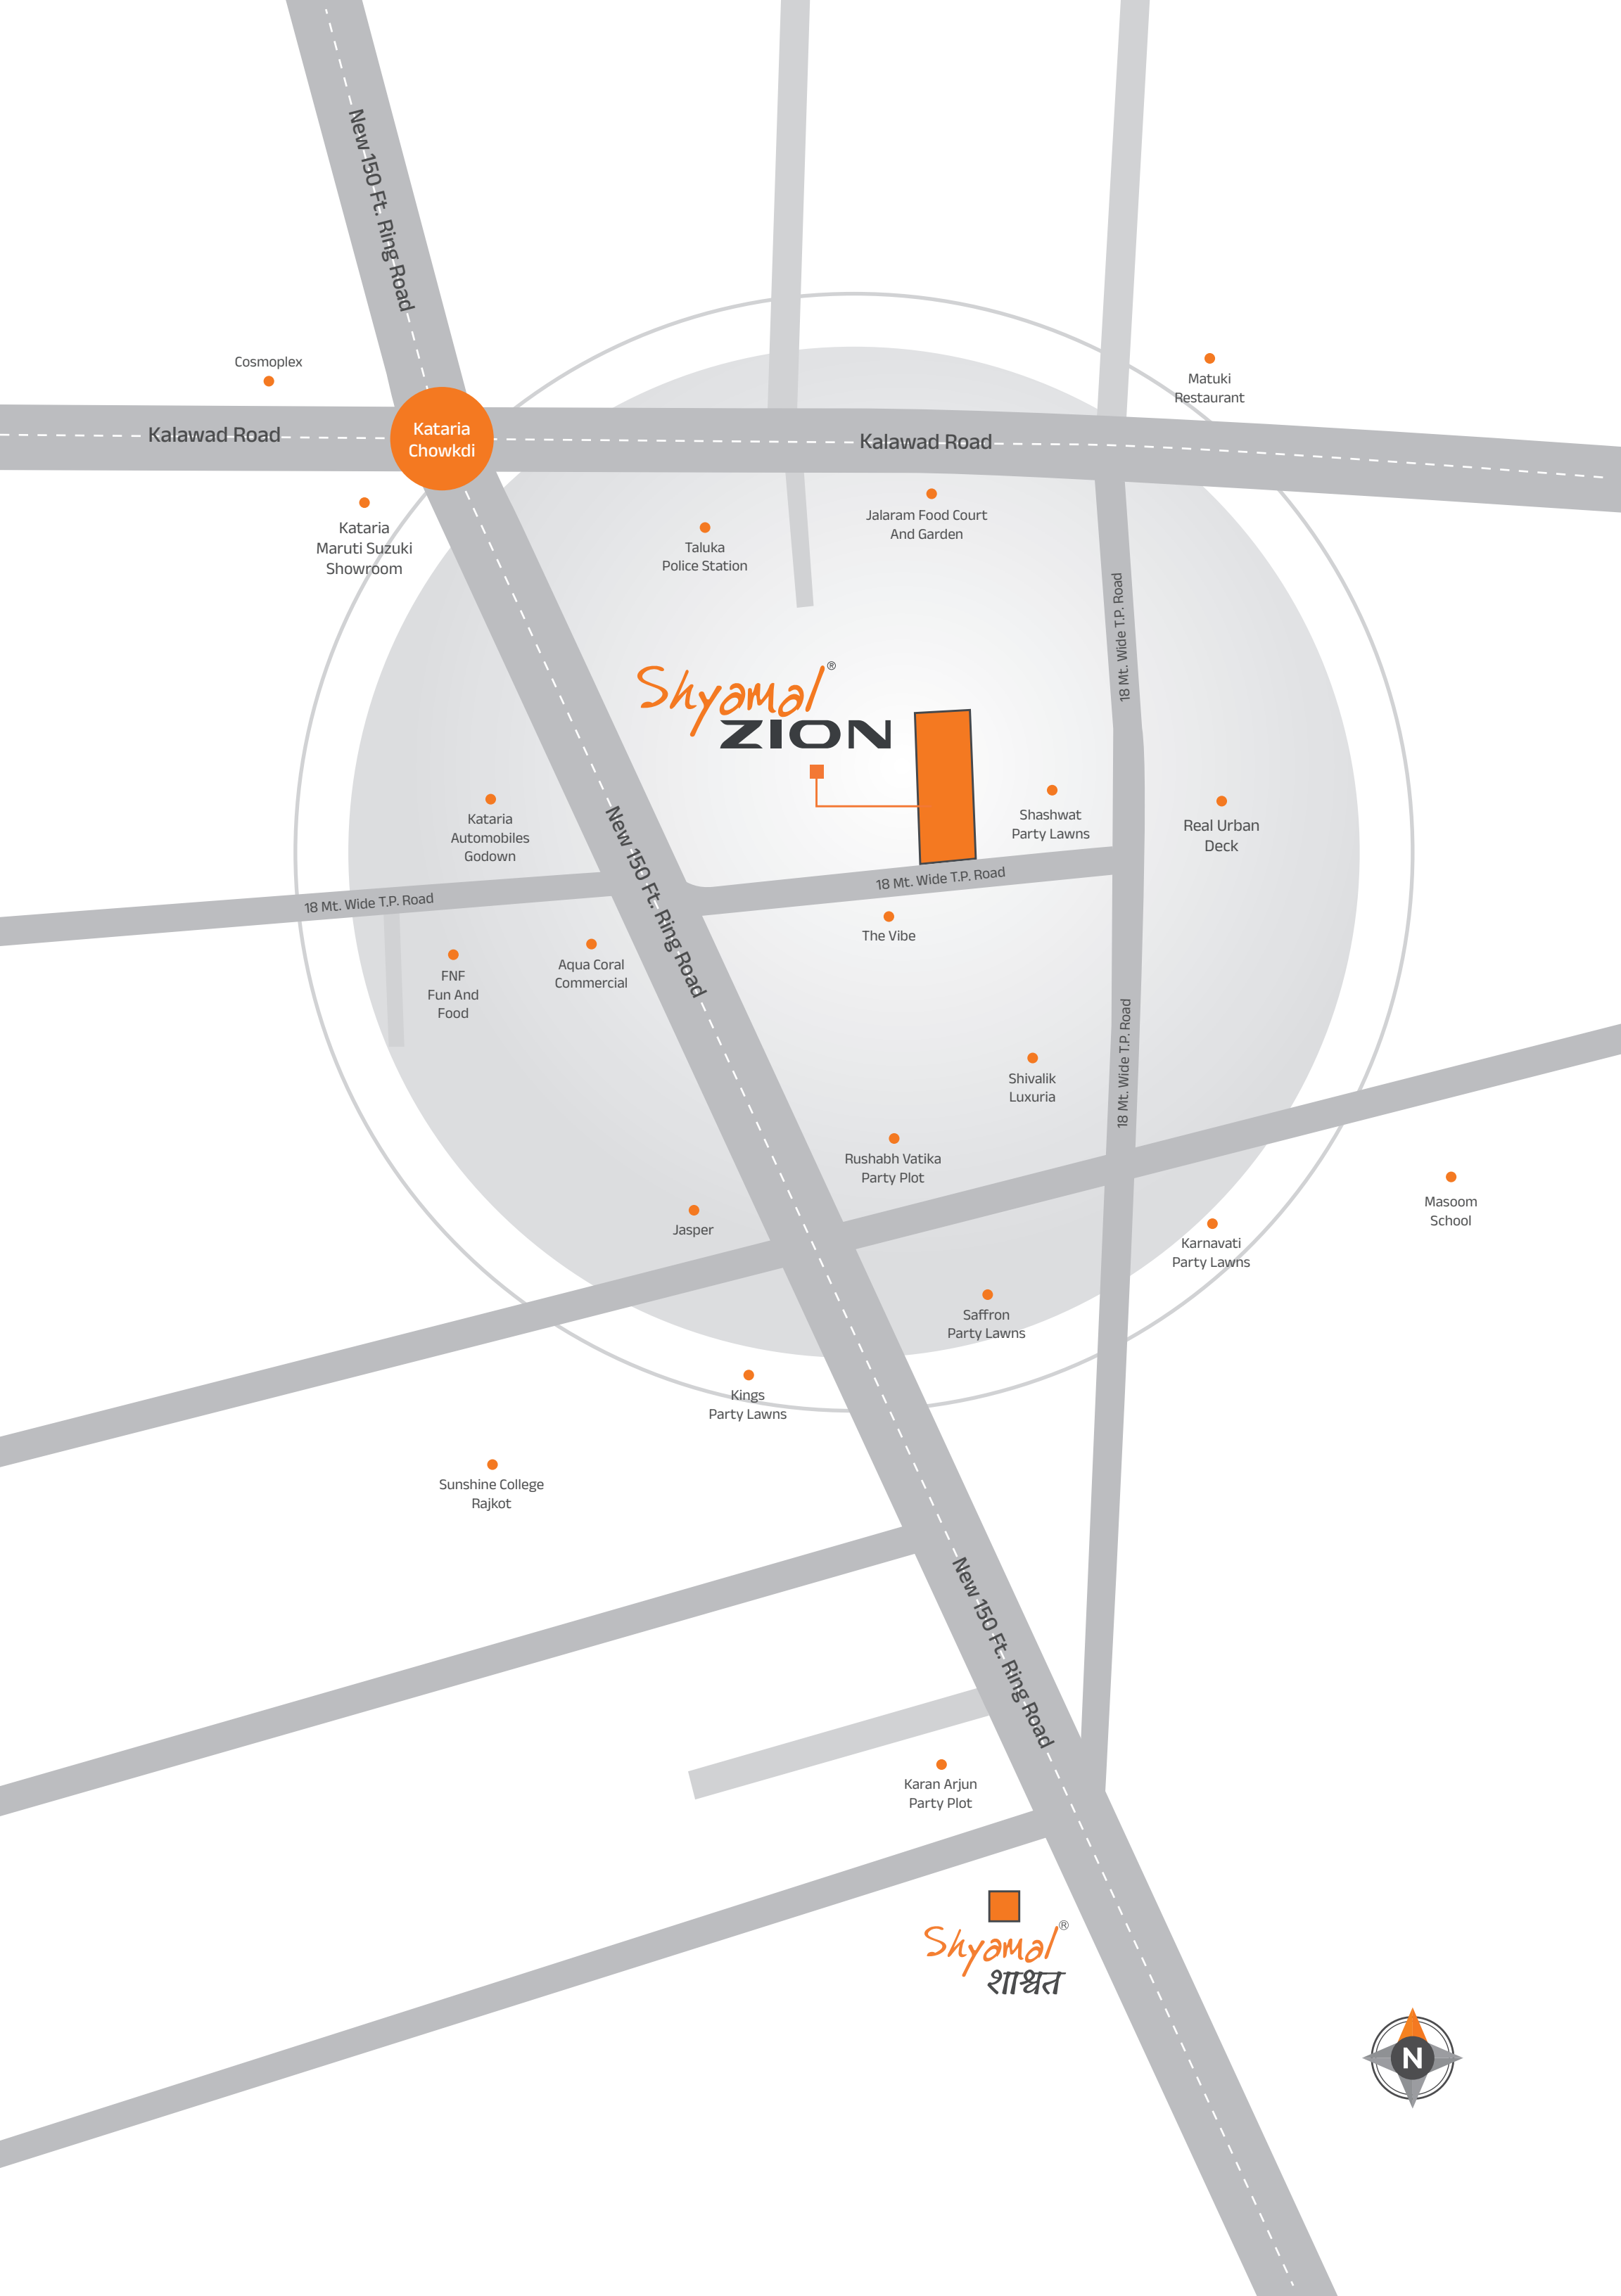 New 150 Ft. Ring Road
Cosmoplex
Matuki
Restaurant
Kalawad Road
Kataria
Chowkdi
Kalawad Road
Kataria
Maruti Suzuki
Showroom
Taluka
Police Station
Jalaram Food Court
And Garden
18 Mt. Wide T.P. Road
Shyamal®
ZION
Kataria
Automobiles
Godown
New 150 Ft. Ring Road
Shashwat
Party Lawns
Real Urban
Deck
18 Mt. Wide T.P. Road
18 Mt. Wide T.P. Road
The Vibe
FNF
Fun And
Food
Aqua Coral
Commercial
18 Mt. Wide T.P. Road
Shivalik
Luxuria
Rushabh Vatika
Party Plot
Jasper
Masoom
School
Karnavati
Party Lawns
Saffron
Party Lawns
Kings
Party Lawns
Sunshine College
Rajkot
New 150 Ft. Ring Road
Karan Arjun
Party Plot
Shyamal®
शाश्वत
N